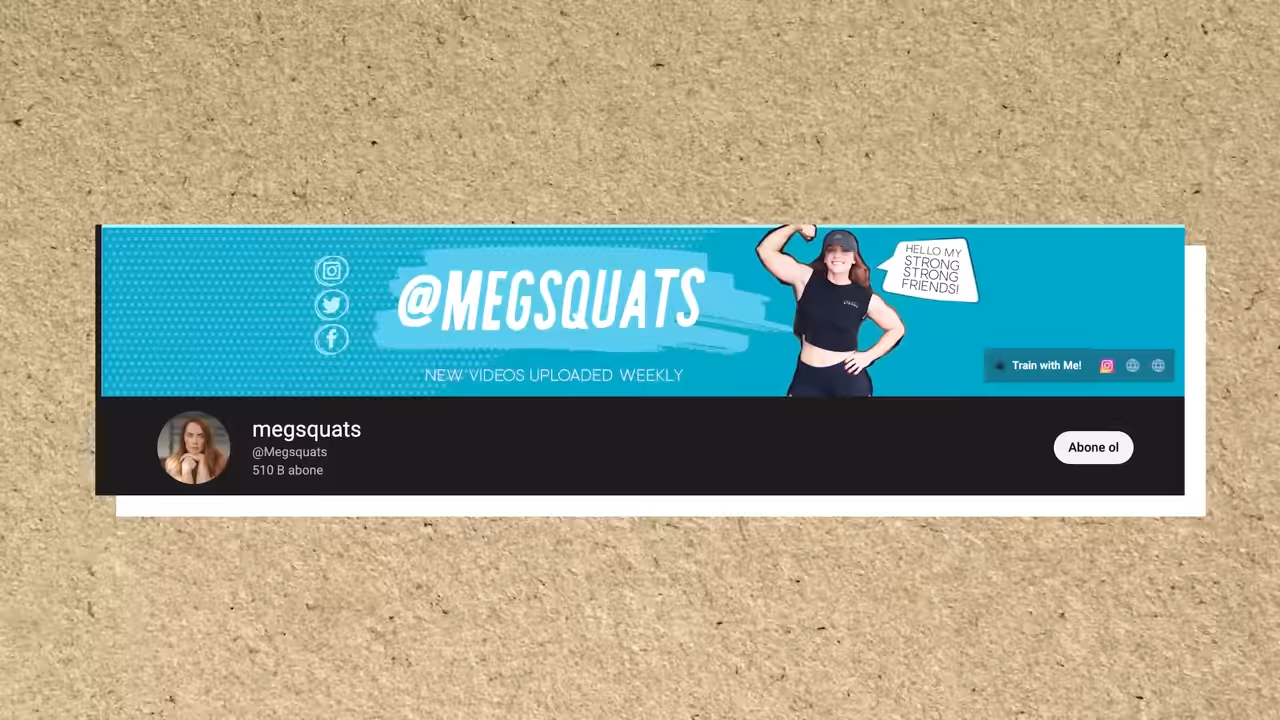 @MEGSQUATS
NEW VIDEOS UPLOADED WEEKLY
HELLO MY
STRONG
STRONG
FRIENDS!
Train with Me!
megsquats
@Megsquats
510 B abone
Abone ol